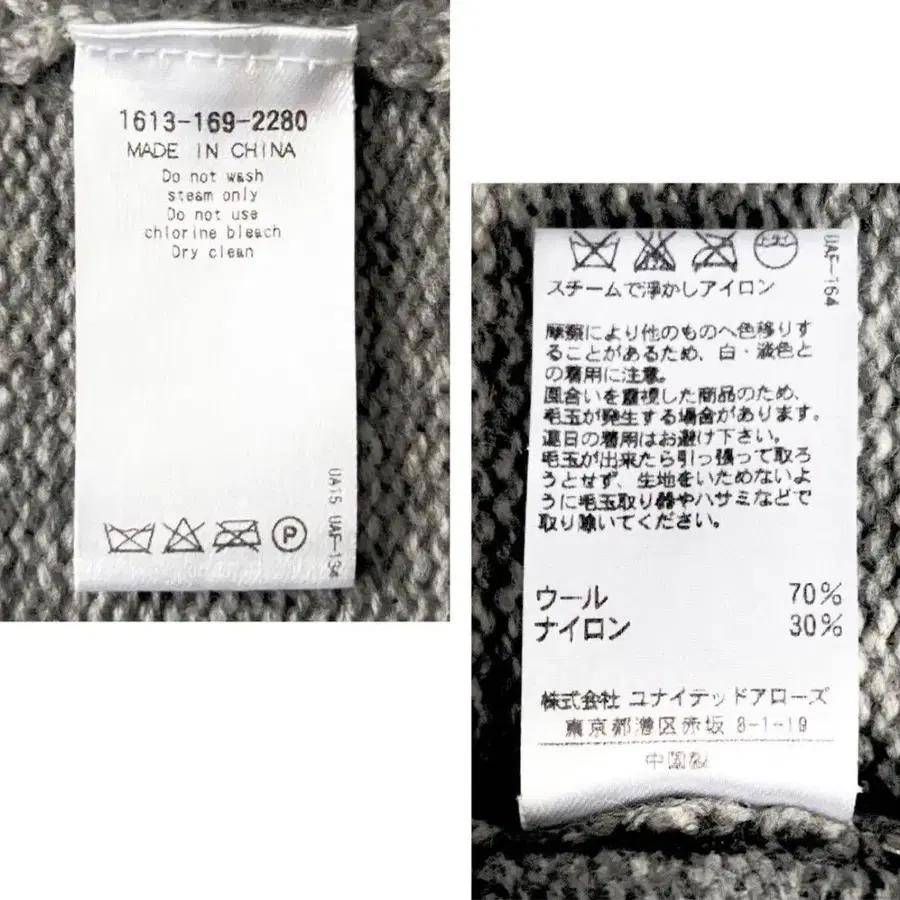 1613-169-2280
MADE IN CHINA
Do not wash
steam only
Do not use
chlorine bleach
Dry clean
UA15 UAF-134
P
UAF-164
スチームで浮かしアイロン
摩擦により他のものへ色移りす
ることがあるため、白・淡色と
の着用に注意。
風合いを重視した商品のため、
毛玉が発生する場合があります。
連日の着用はお避け下さい。
毛玉が出来たら引っ張って取ろ
うとせず、生地をいためないよ
うに毛玉取り器やハサミなどで
取り除いてください。
ウール 70%
ナイロン 30%
株式会社 ユナイテッドアローズ
東京都港区赤坂 8-1-19
中国製